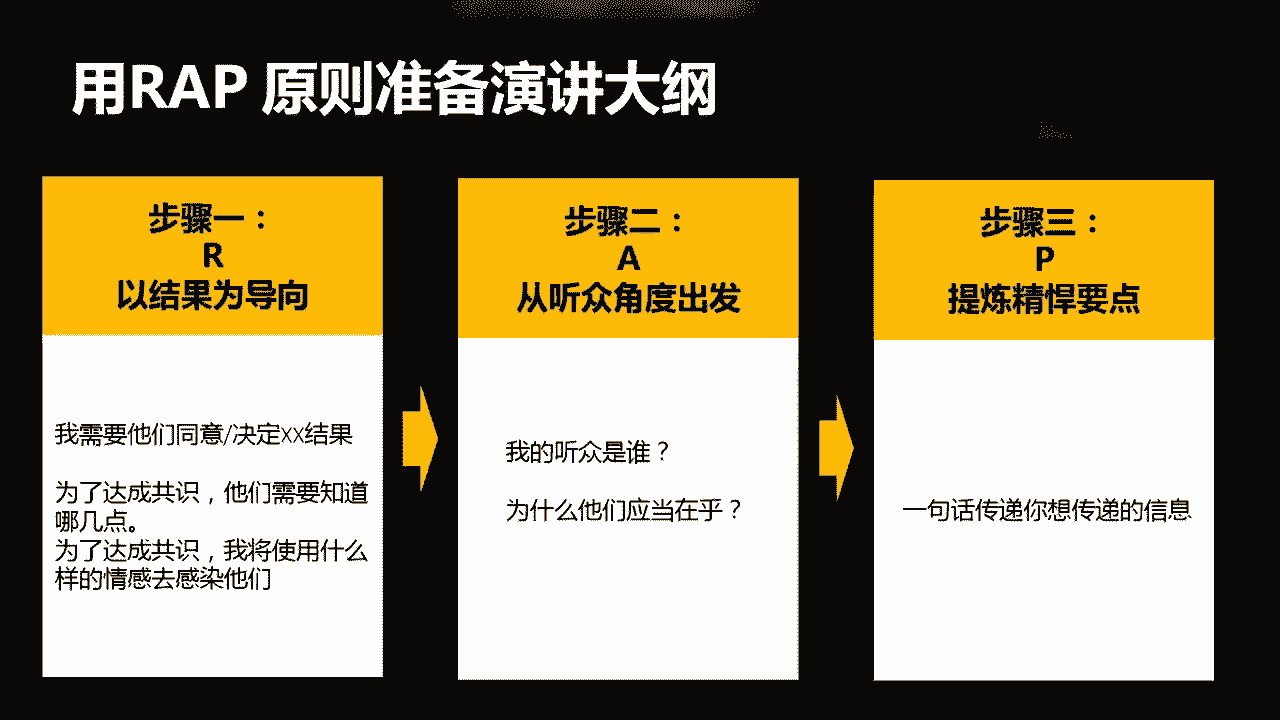 用RAP 原则准备演讲大纲
步骤一：
R
以结果为导向
我需要他们同意/决定XX结果
为了达成共识，他们需要知道
哪几点。
为了达成共识，我将使用什么
样的情感去感染他们
步骤二：
A
从听众角度出发
我的听众是谁？
为什么他们应当在乎？
步骤三：
P
提炼精悍要点
一句话传递你想传递的信息